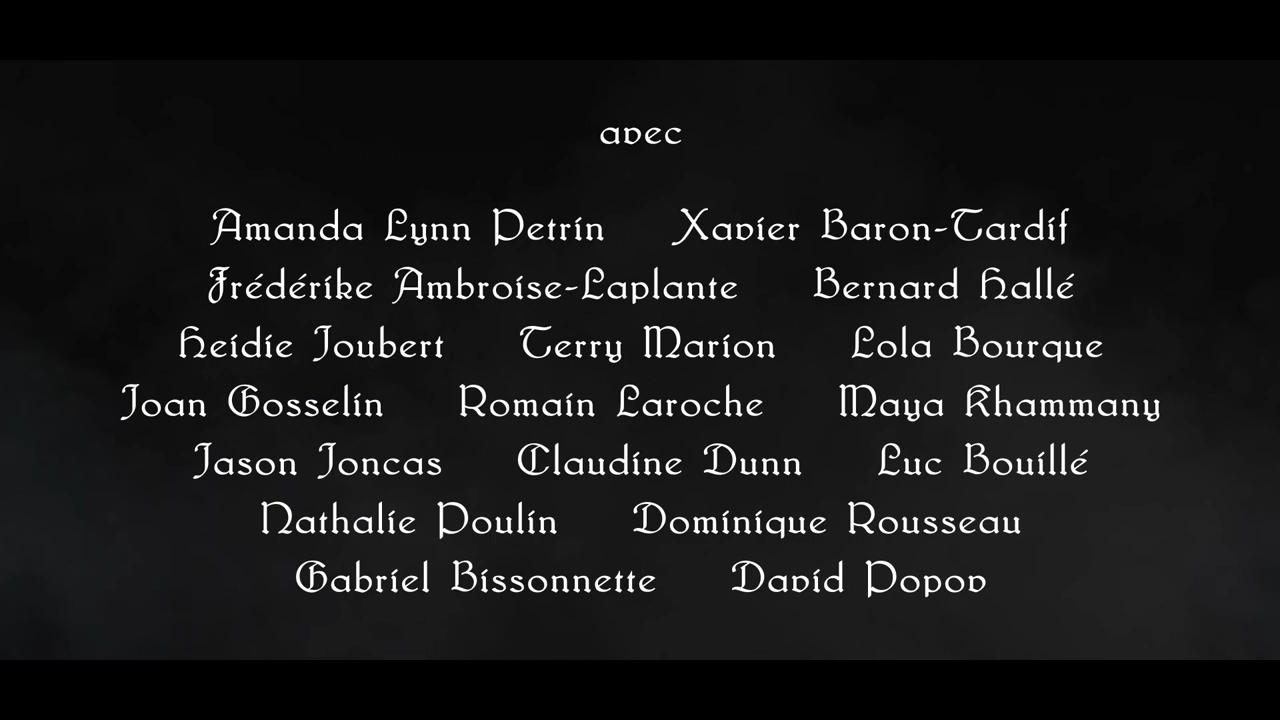 avec
Amanda Lynn Petrin Xavier Baron-Tardif
Frédérike Ambroise-Laplante Bernard Hallé
Heidie Joubert Terry Marion Lola Bourque
Joan Gosselin Romain Laroche Maya Khammany
Jason Joncas Claudine Dunn Luc Bouillé
Nathalie Poulin Dominique Rousseau
Gabriel Bissonnette David Popov